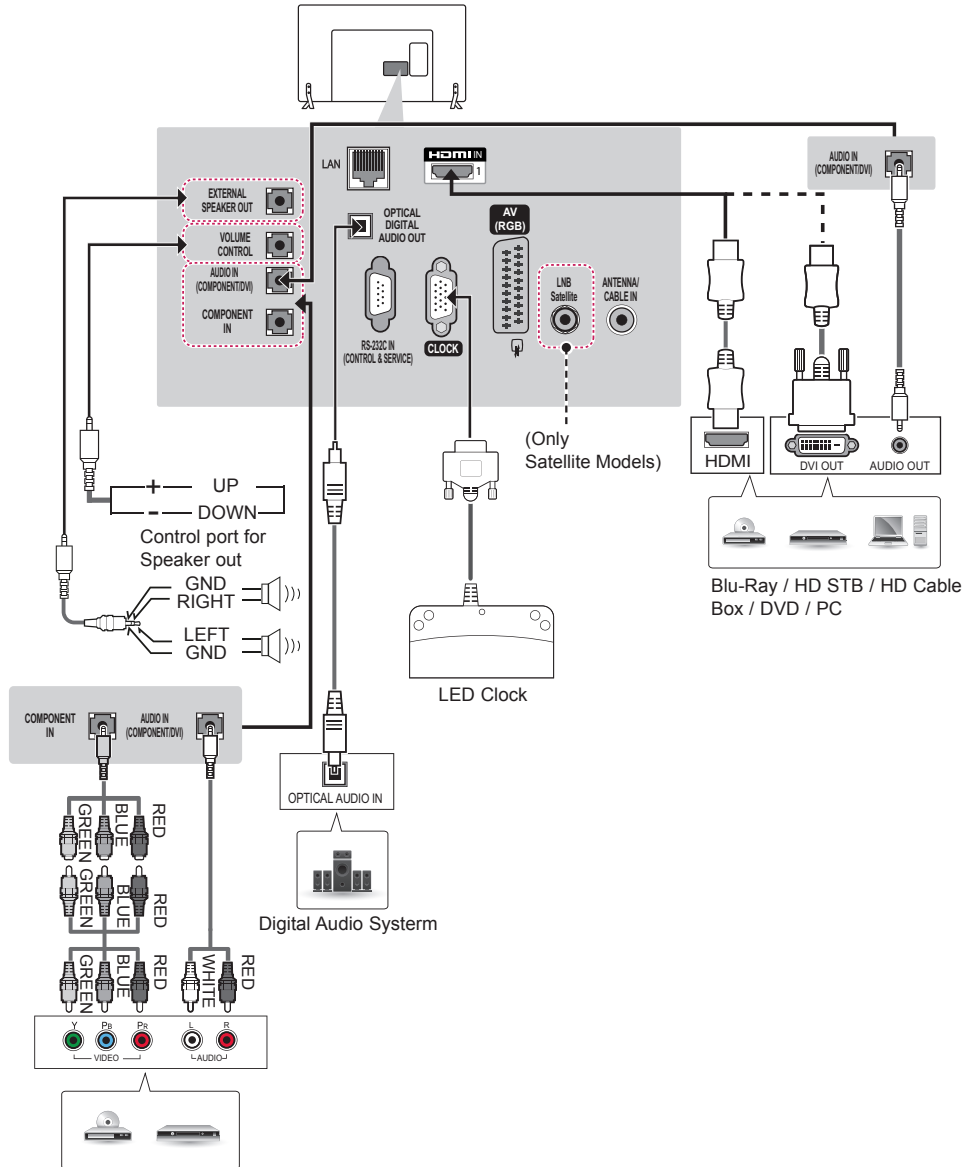 LAN
HDMI IN
1
AUDIO IN
(COMPONENT/DVI)
EXTERNAL
SPEAKER OUT
OPTICAL
DIGITAL
AUDIO OUT
AV
(RGB)
VOLUME
CONTROL
AUDIO IN
(COMPONENT/DVI)
COMPONENT
IN
LNB
Satellite
ANTENNA/
CABLE IN
RS-232C IN
(CONTROL & SERVICE)
CLOCK
(Only
Satellite Models)
HDMI
DVI OUT
AUDIO OUT
+ UP
- DOWN
Control port for
Speaker out
GND
RIGHT
LEFT
GND
Blu-Ray / HD STB / HD Cable
Box / DVD / PC
LED Clock
COMPONENT
IN
AUDIO IN
(COMPONENT/DVI)
OPTICAL AUDIO IN
Digital Audio Systerm
GREEN
BLUE
RED
GREEN
BLUE
RED
GREEN
BLUE
RED
WHITE
RED
Y PB PR
VIDEO
L R
AUDIO